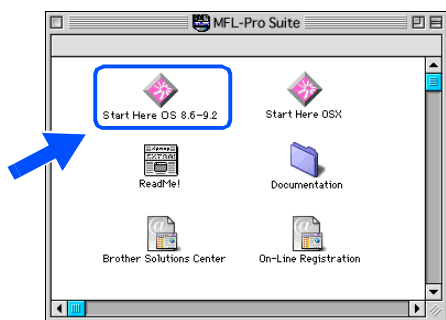 MFL-Pro Suite
Start Here OS 8.6-9.2
Start Here OSX
EXTRA!
ReadMe!
Documentation
Brother Solutions Center
On-Line Registration